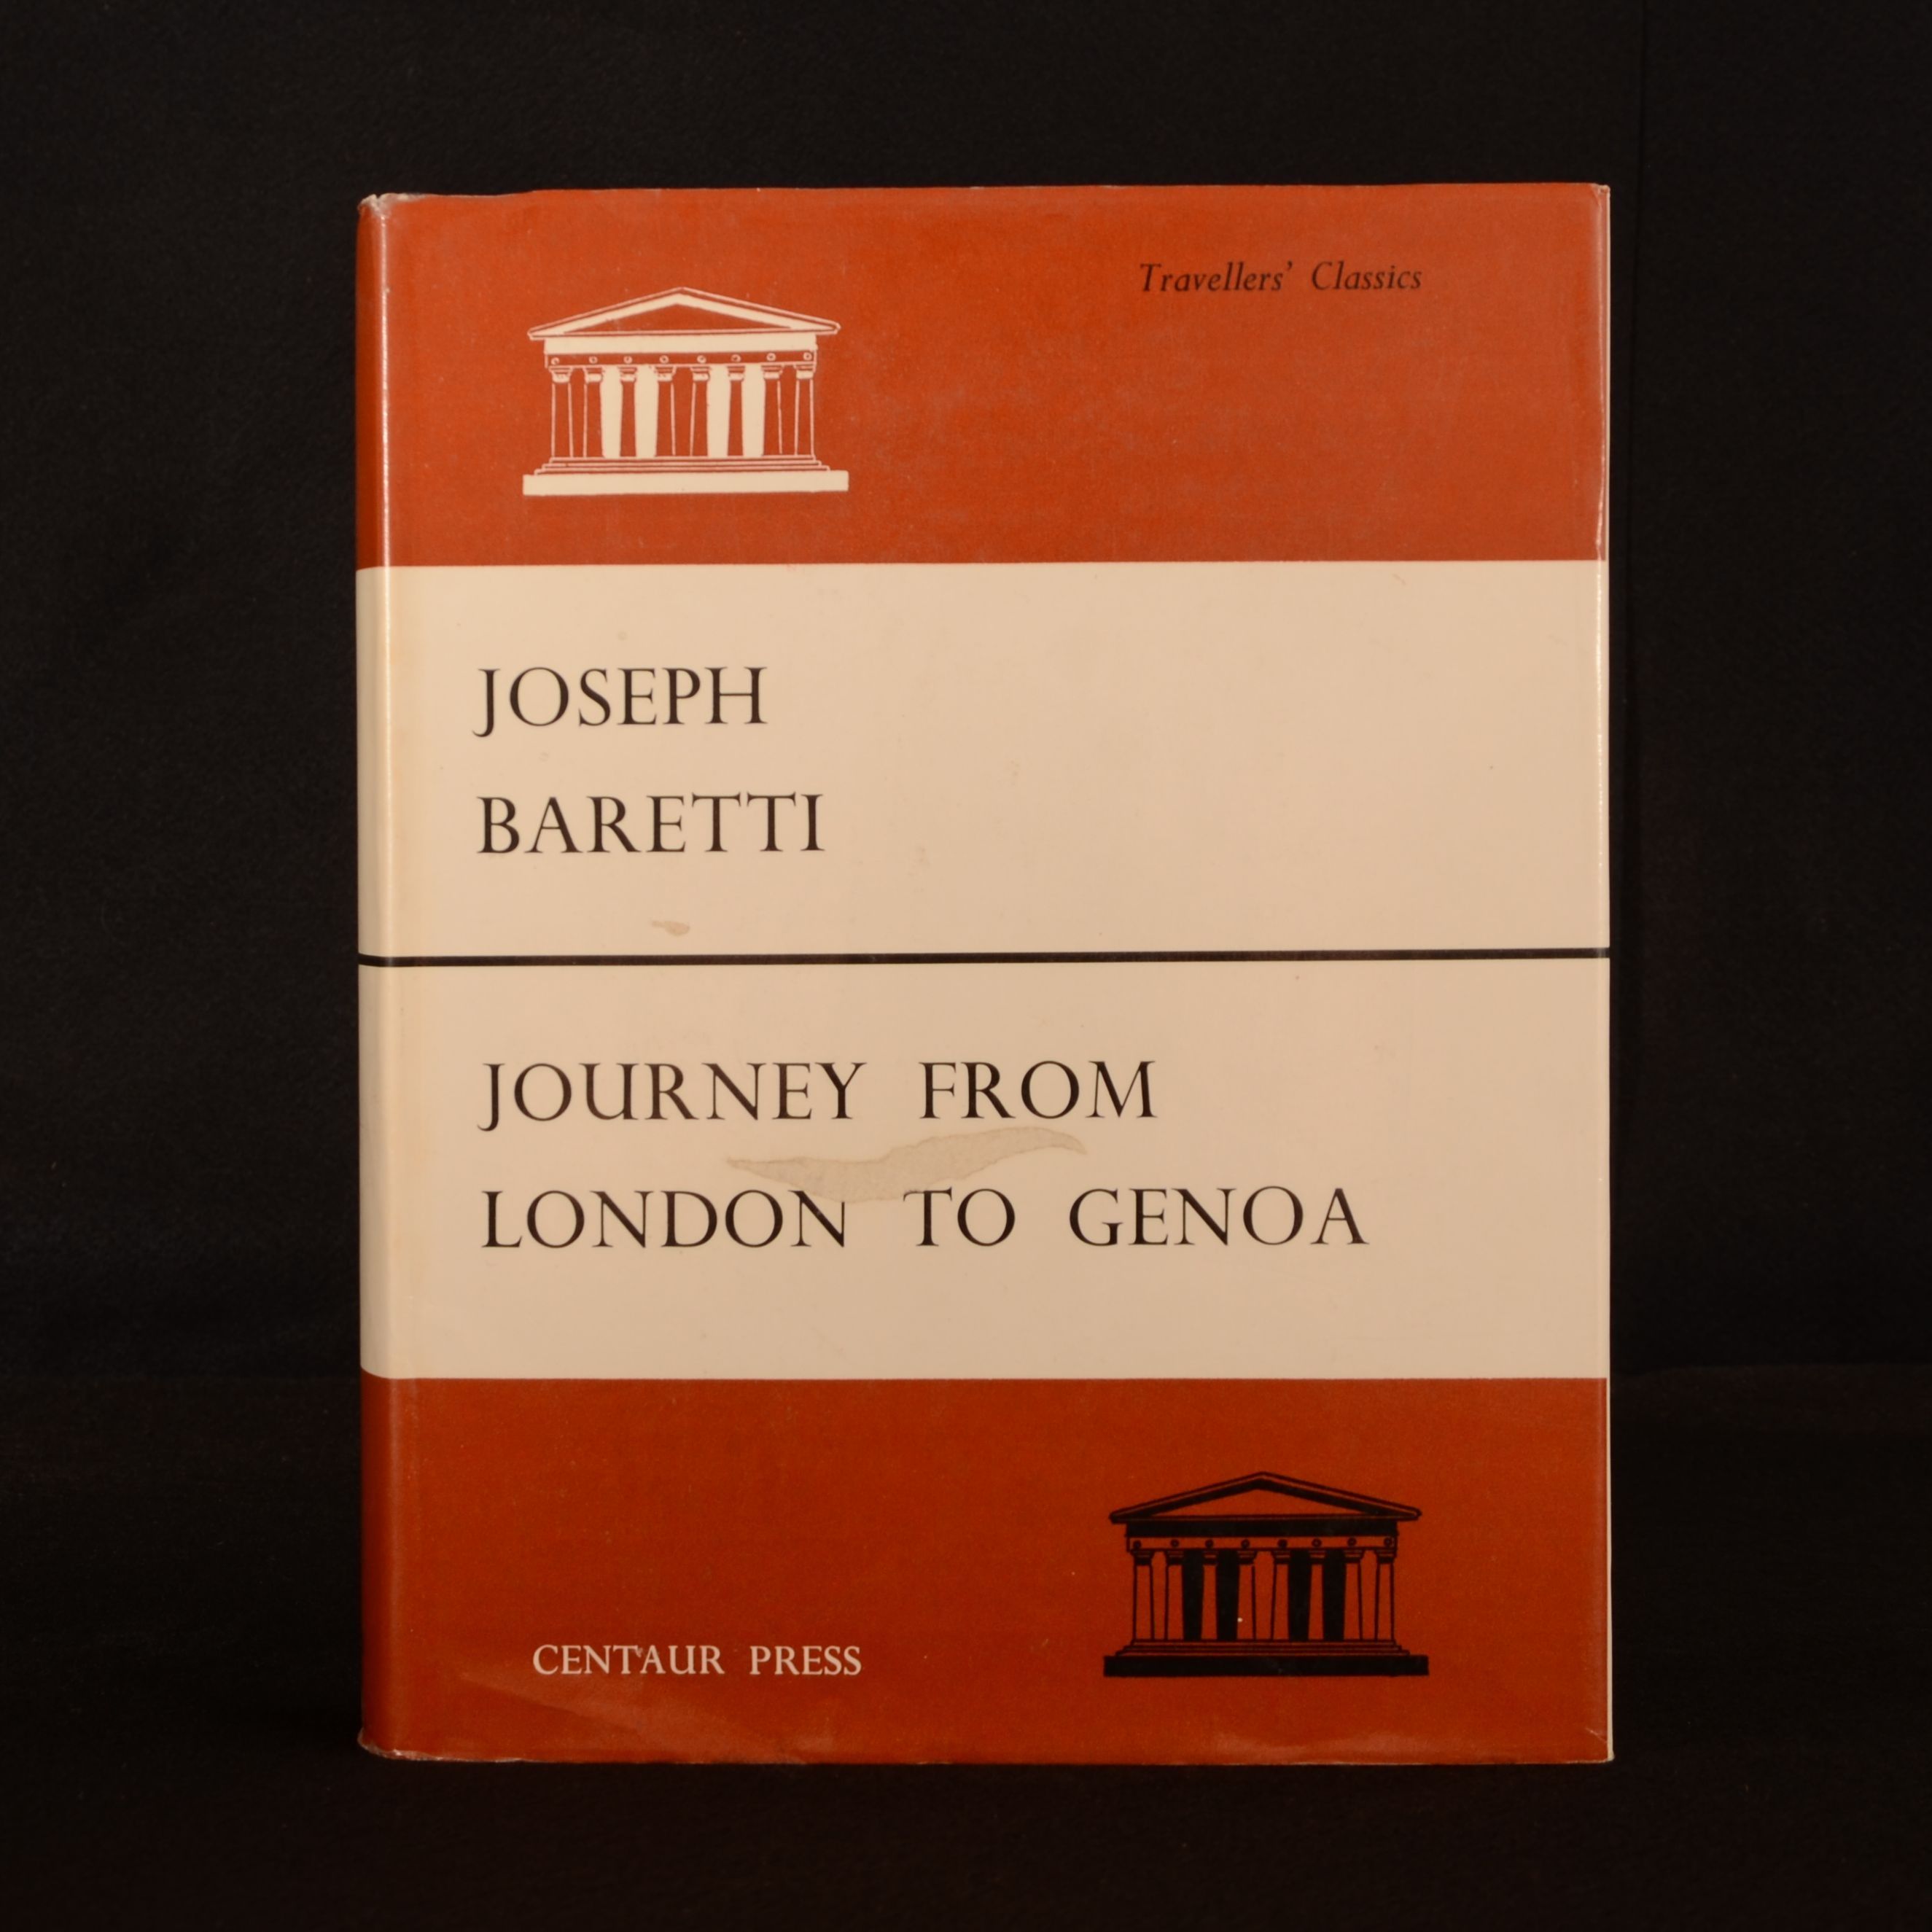 Travellers' Classics
JOSEPH
BARETTI
JOURNEY FROM
LONDON TO GENOA
CENTAUR PRESS